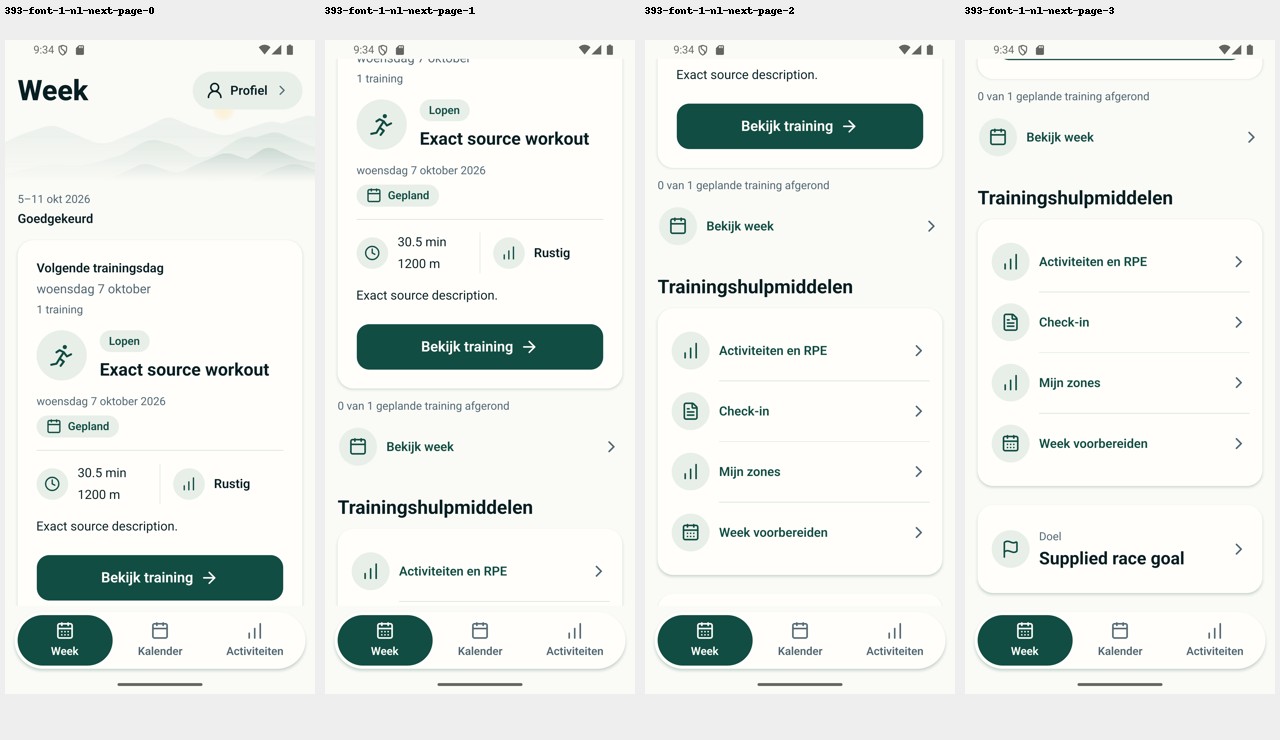 393-font-1-nl-next-page-0
9:34
Week
Profiel
5–11 okt 2026
Goedgekeurd
Volgende trainingsdag
woensdag 7 oktober
1 training
Lopen
Exact source workout
woensdag 7 oktober 2026
Gepland
30.5 min
1200 m
Rustig
Exact source description.
Bekijk training
Week
Kalender
Activiteiten
393-font-1-nl-next-page-1
9:34
woensdag 7 oktober
1 training
Lopen
Exact source workout
woensdag 7 oktober 2026
Gepland
30.5 min
1200 m
Rustig
Exact source description.
Bekijk training
0 van 1 geplande training afgerond
Bekijk week
Trainingshulpmiddelen
Activiteiten en RPE
Week
Kalender
Activiteiten
393-font-1-nl-next-page-2
9:34
Exact source description.
Bekijk training
0 van 1 geplande training afgerond
Bekijk week
Trainingshulpmiddelen
Activiteiten en RPE
Check-in
Mijn zones
Week voorbereiden
Week
Kalender
Activiteiten
393-font-1-nl-next-page-3
9:34
0 van 1 geplande training afgerond
Bekijk week
Trainingshulpmiddelen
Activiteiten en RPE
Check-in
Mijn zones
Week voorbereiden
Doel
Supplied race goal
Week
Kalender
Activiteiten